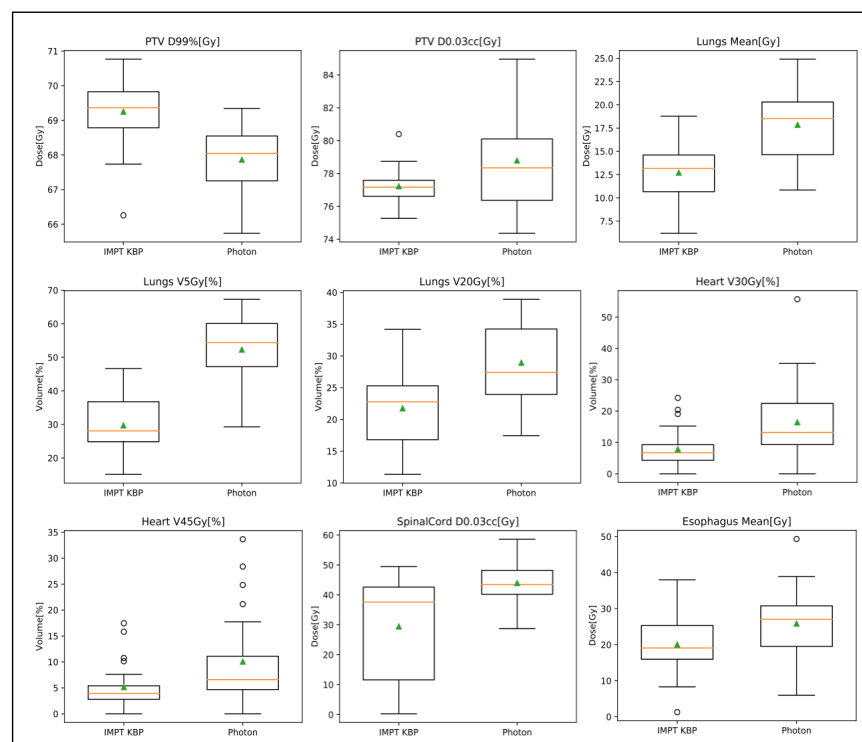 PTV D99%[Gy]
71
70
69
68
67
66
Dose[Gy]
IMPT KBP
Photon
PTV D0.03cc[Gy]
84
82
80
78
76
74
Dose[Gy]
IMPT KBP
Photon
Lungs Mean[Gy]
25.0
22.5
20.0
17.5
15.0
12.5
10.0
7.5
Dose[Gy]
IMPT KBP
Photon
Lungs V5Gy[%]
70
60
50
40
30
20
Volume[%]
IMPT KBP
Photon
Lungs V20Gy[%]
40
35
30
25
20
15
10
Volume[%]
IMPT KBP
Photon
Heart V30Gy[%]
50
40
30
20
10
0
Volume[%]
IMPT KBP
Photon
Heart V45Gy[%]
35
30
25
20
15
10
5
0
Volume[%]
IMPT KBP
Photon
SpinalCord D0.03cc[Gy]
60
50
40
30
20
10
0
Dose[Gy]
IMPT KBP
Photon
Esophagus Mean[Gy]
50
40
30
20
10
0
Dose[Gy]
IMPT KBP
Photon